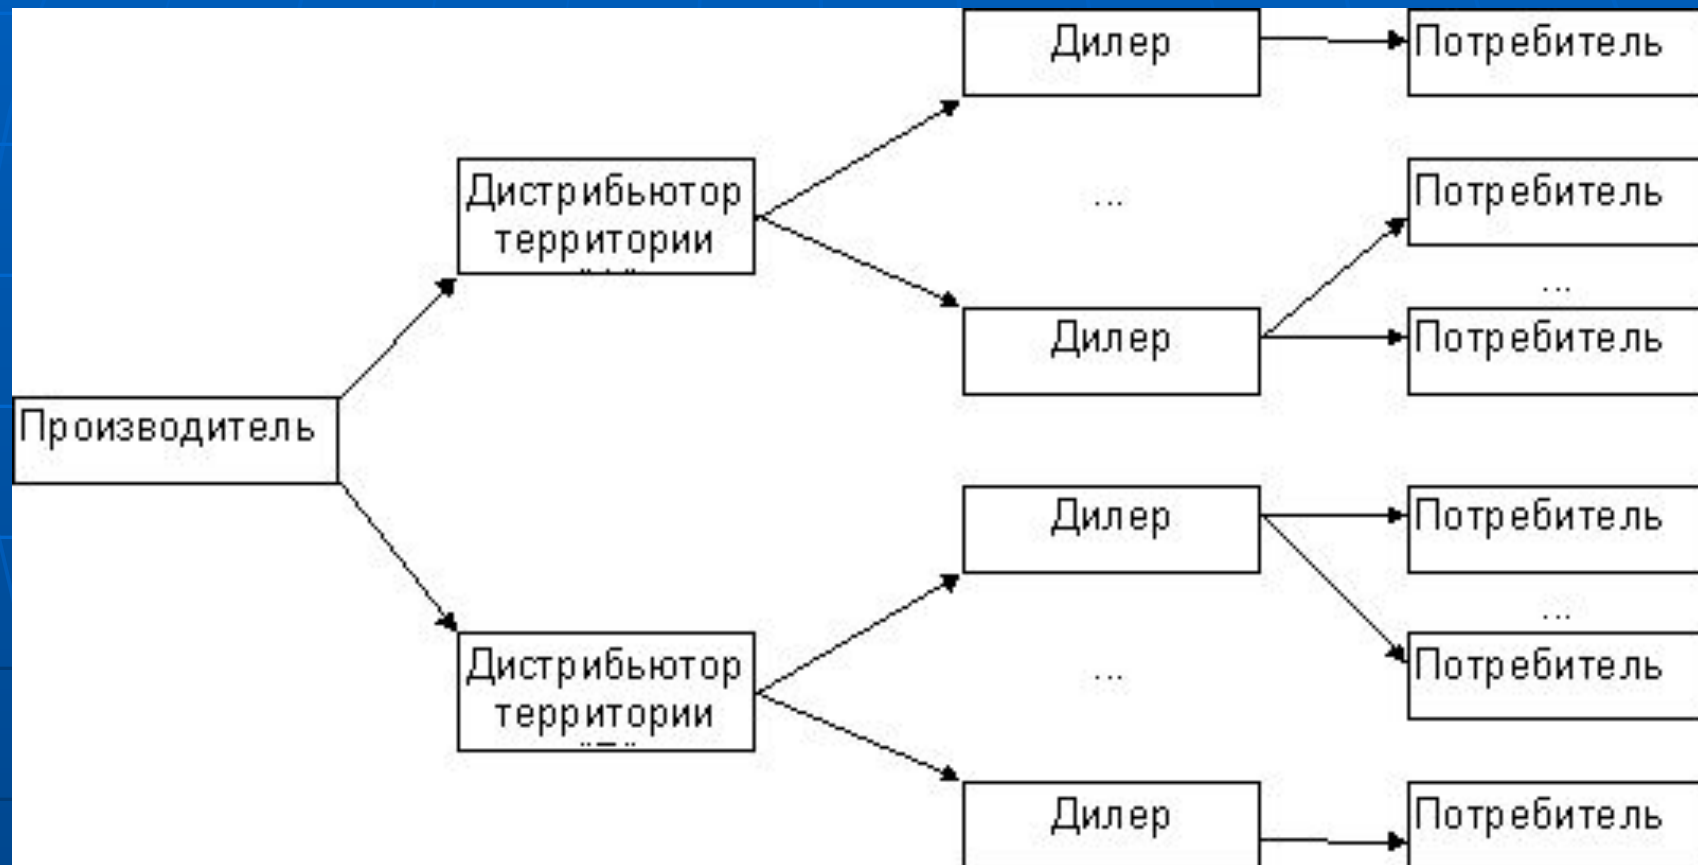 Дилер
Потребитель
Дистрибьютор
территории
...
Потребитель
...
Дилер
Потребитель
Производитель
Дилер
Потребитель
...
Дистрибьютор
территории
...
Потребитель
Дилер
Потребитель